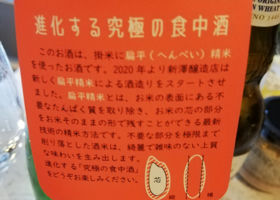 進化する究極の食中酒
このお酒は、掛米に扁平(へんぺい)精米
を使ったお酒です。2020年より新澤醸造店は
新しく扁平精米による酒造りをスタートさせ
ました。扁平精米とは、お米の表面にある不
要なたんぱく質を取り除き、お米の芯の部分
をお米そのままの形で残すことができる最新
技術の精米方法です。不要な部分を極限まで
削り落とした酒米は、綺麗で雑味のない上質
な味わいを生み出します。
進化する「究極の食中酒」
をどうぞお楽しみください。
芯